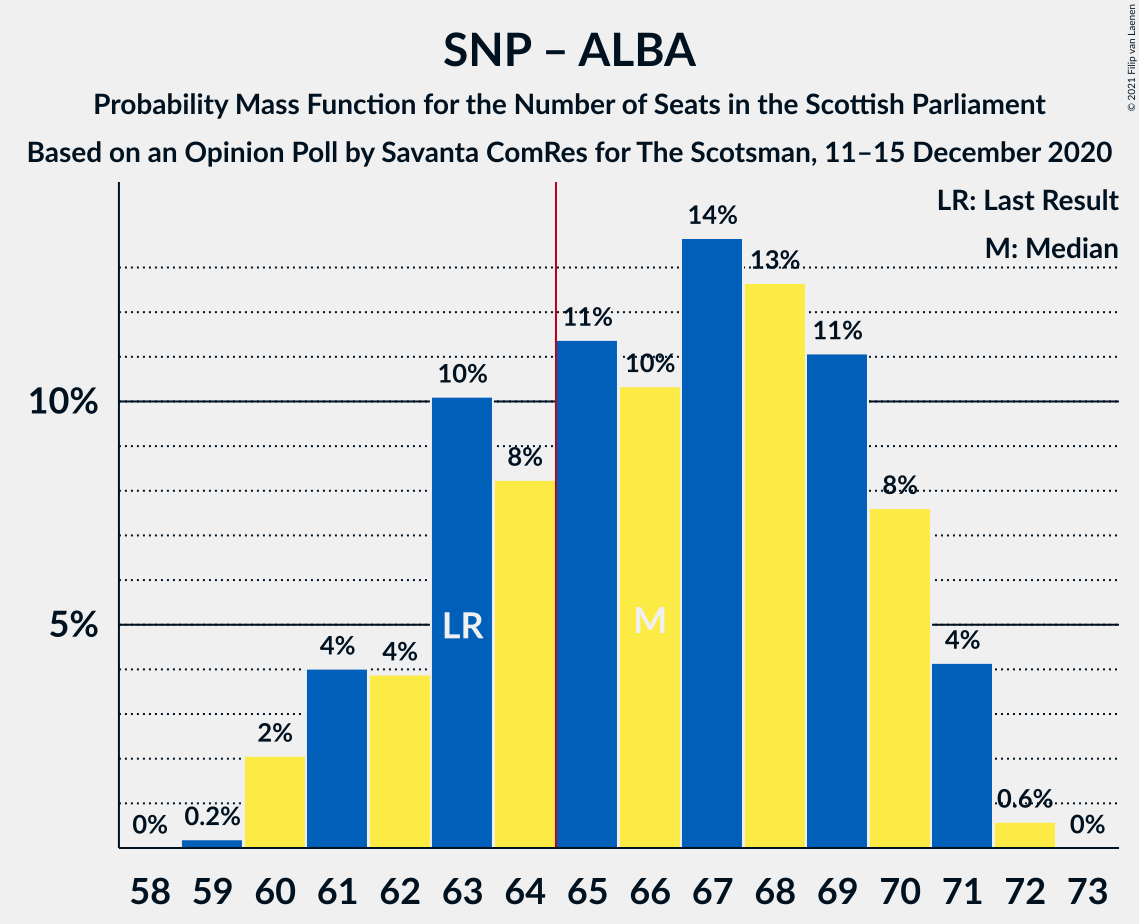 SNP – ALBA
Probability Mass Function for the Number of Seats in the Scottish Parliament
Based on an Opinion Poll by Savanta ComRes for The Scotsman, 11–15 December 2020
© 2021 Filip van Laenen
LR: Last Result
M: Median
10%
5%
0%
0.2%
2%
4%
4%
10%
8%
11%
10%
14%
13%
11%
8%
4%
0.6%
0%
LR
M
58 59 60 61 62 63 64 65 66 67 68 69 70 71 72 73